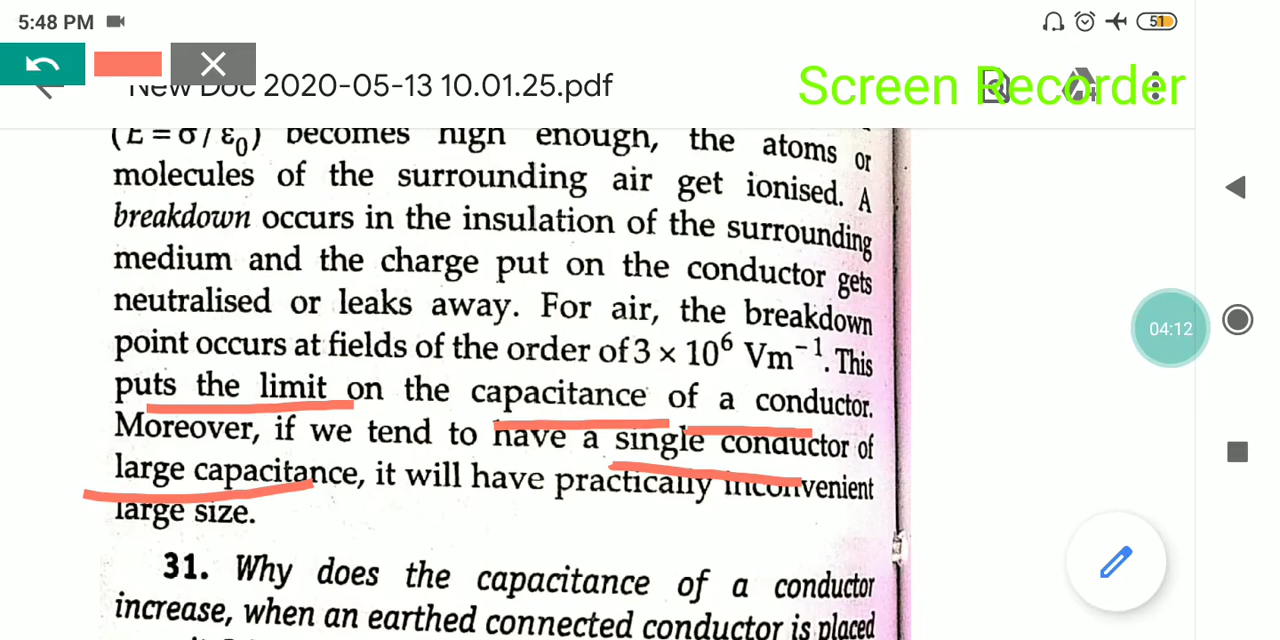 5:48 PM
51
New Doc 2020-05-13 10.01.25.pdf
Screen Recorder
(E = σ / ε₀) becomes high enough, the atoms or
molecules of the surrounding air get ionised. A
breakdown occurs in the insulation of the surrounding
medium and the charge put on the conductor gets
neutralised or leaks away. For air, the breakdown
point occurs at fields of the order of 3 × 10⁶ Vm⁻¹. This
puts the limit on the capacitance of a conductor.
Moreover, if we tend to have a single conductor of
large capacitance, it will have practically inconvenient
large size.
31. Why does the capacitance of a conductor
increase, when an earthed connected conductor is placed
04:12